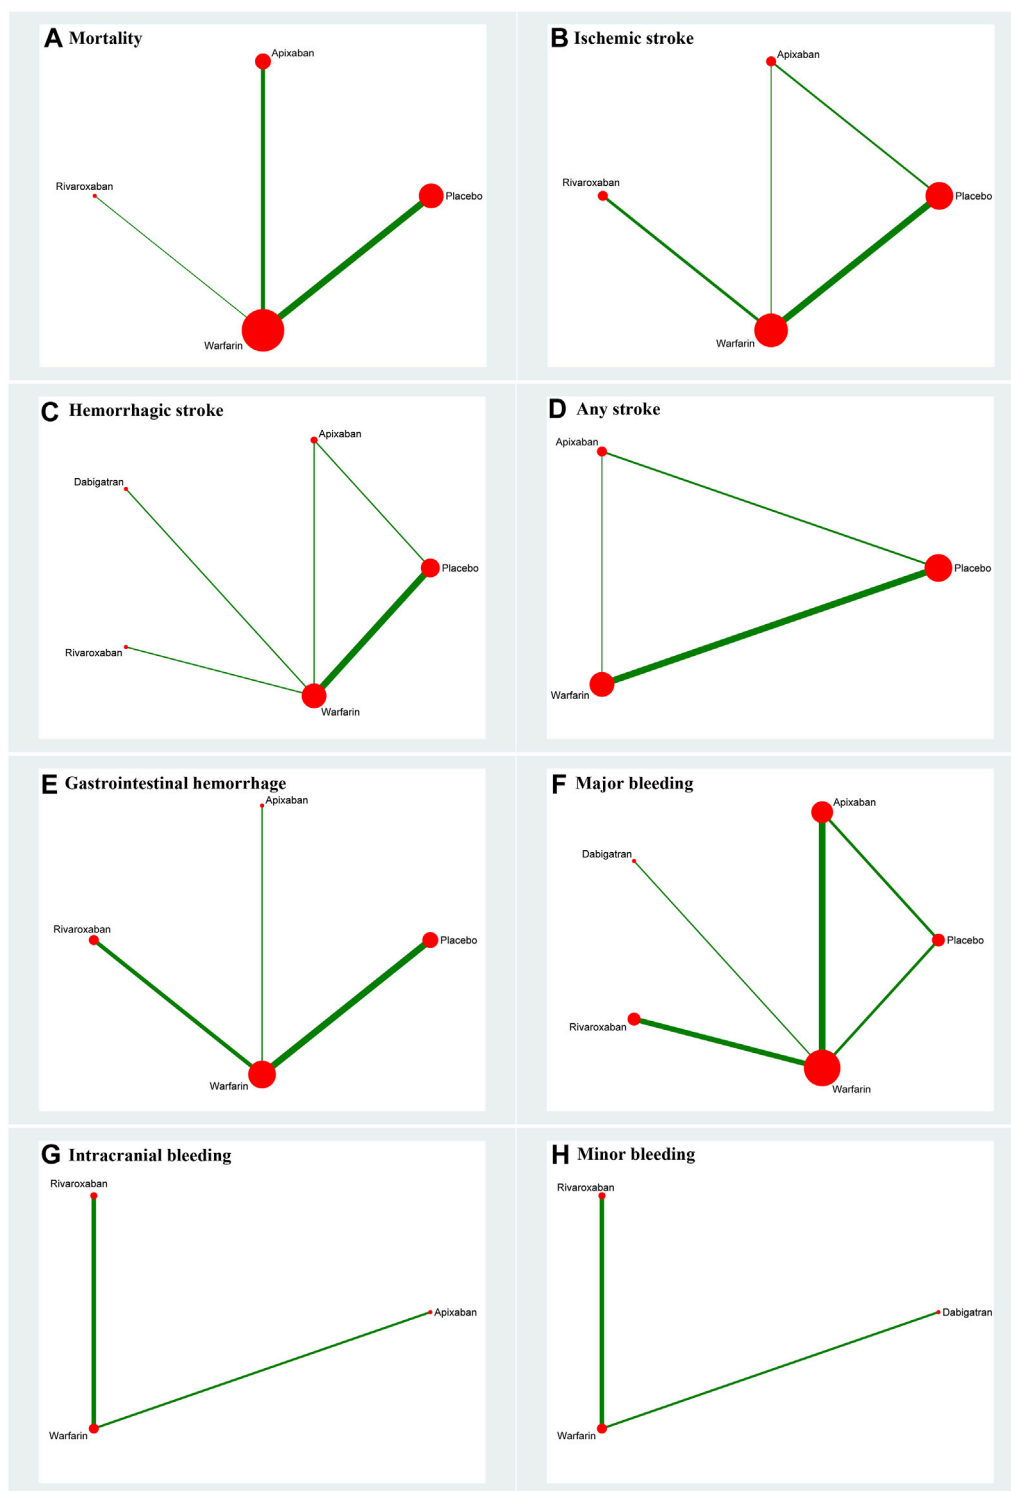 A Mortality
Apixaban
Rivaroxaban
Placebo
Warfarin
B Ischemic stroke
Apixaban
Rivaroxaban
Placebo
Warfarin
C Hemorrhagic stroke
Apixaban
Dabigatran
Placebo
Rivaroxaban
Warfarin
D Any stroke
Apixaban
Placebo
Warfarin
E Gastrointestinal hemorrhage
Apixaban
Rivaroxaban
Placebo
Warfarin
F Major bleeding
Apixaban
Dabigatran
Placebo
Rivaroxaban
Warfarin
G Intracranial bleeding
Rivaroxaban
Apixaban
Warfarin
H Minor bleeding
Rivaroxaban
Dabigatran
Warfarin